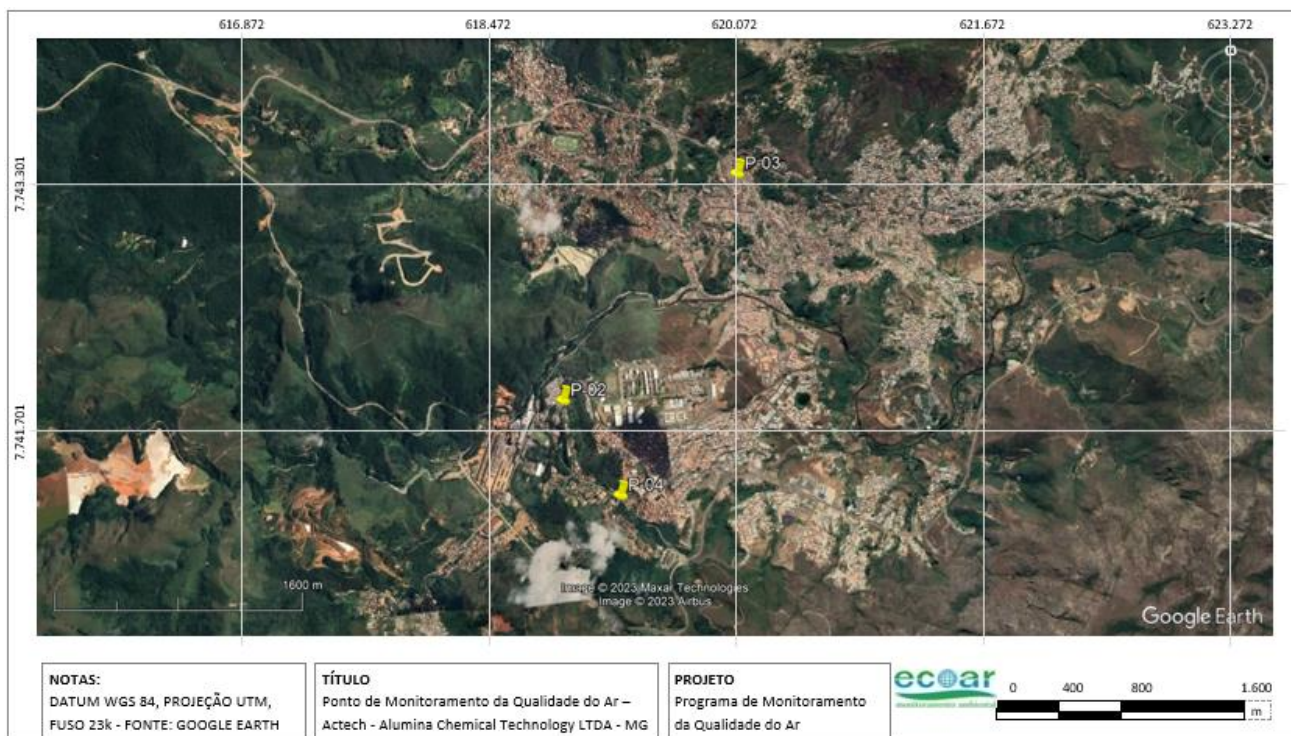 616.872 618.472 620.072 621.672 623.272
7.743.301
7.741.701
P-03
P-02
P-04
1600 m
Image © 2023 Maxar Technologies
Image © 2023 Airbus
Google Earth
NOTAS:
DATUM WGS 84, PROJEÇÃO UTM,
FUSO 23k - FONTE: GOOGLE EARTH
TÍTULO
Ponto de Monitoramento da Qualidade do Ar –
Actech - Alumina Chemical Technology LTDA - MG
PROJETO
Programa de Monitoramento
da Qualidade do Ar
ecoar
monitoramento ambiental
0 400 800 1.600
m